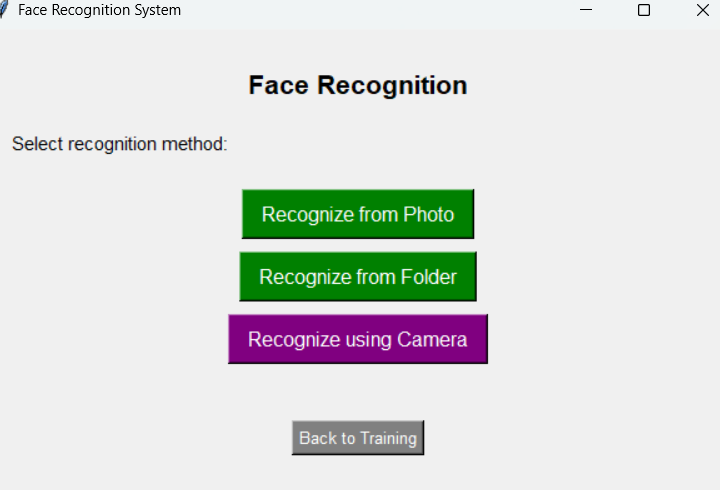 Face Recognition System
Face Recognition
Select recognition method:
Recognize from Photo
Recognize from Folder
Recognize using Camera
Back to Training